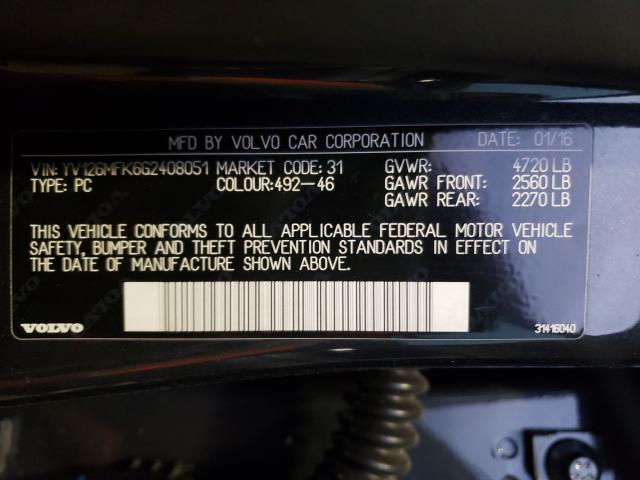 MFD BY VOLVO CAR CORPORATION DATE: 01/16
VIN: YV126MFK6G2408051 MARKET CODE: 31 GVWR: 4720 LB
TYPE: PC COLOUR:492-46 GAWR FRONT: 2560 LB
GAWR REAR: 2270 LB
THIS VEHICLE CONFORMS TO ALL APPLICABLE FEDERAL MOTOR VEHICLE
SAFETY, BUMPER AND THEFT PREVENTION STANDARDS IN EFFECT ON
THE DATE OF MANUFACTURE SHOWN ABOVE.
VOLVO 31416040